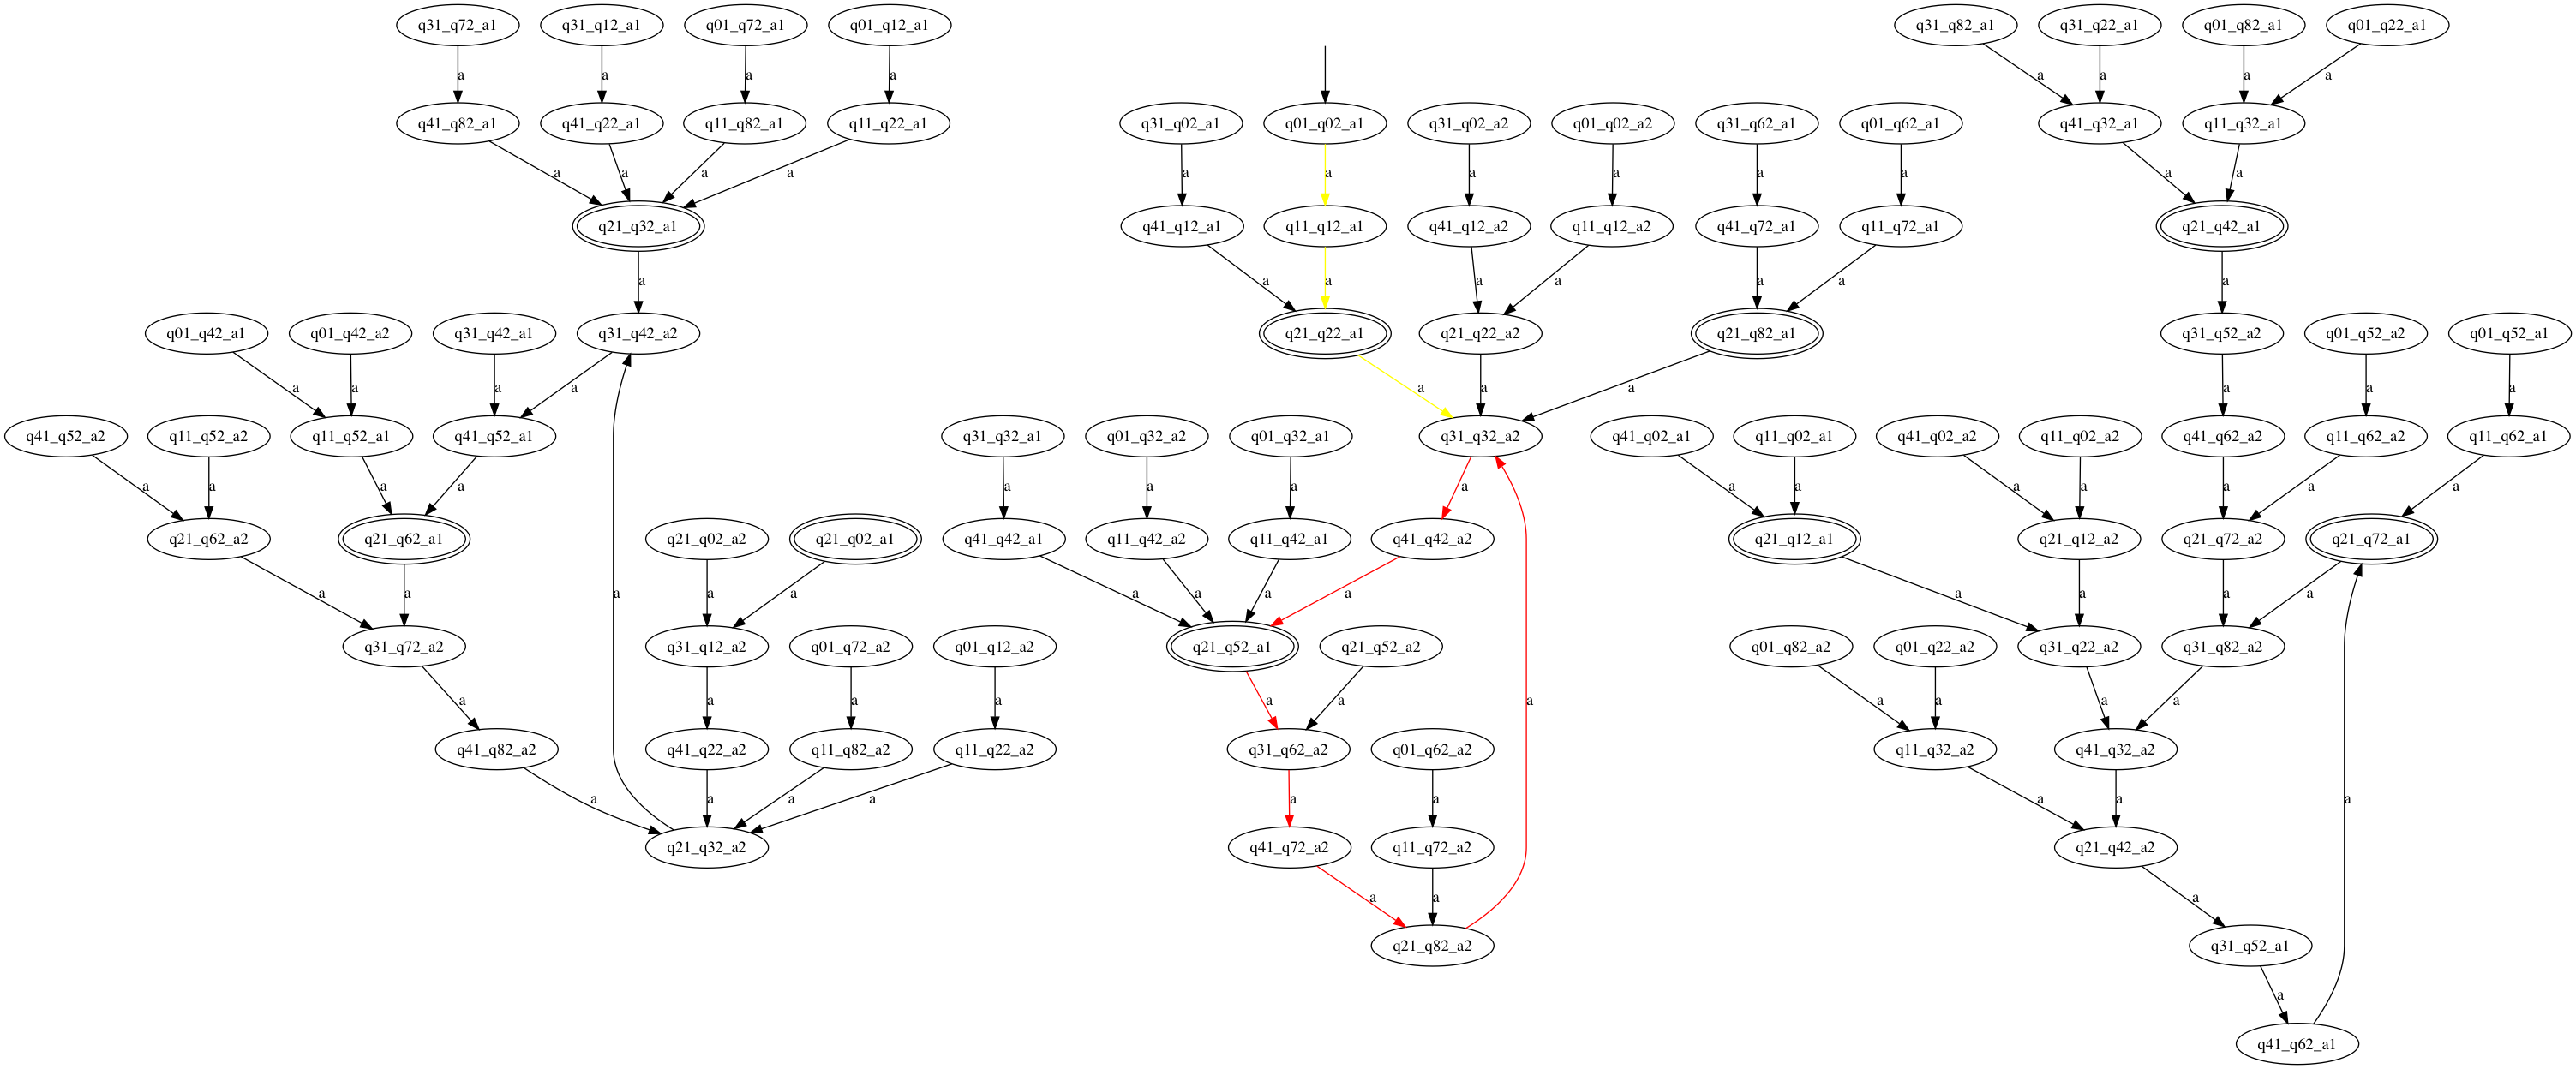 q31_q72_a1 q31_q12_a1 q01_q72_a1 q01_q12_a1 q31_q82_a1 q31_q22_a1 q01_q82_a1 q01_q22_a1
a a a a a a a a
q41_q82_a1 q41_q22_a1 q11_q82_a1 q11_q22_a1 q31_q02_a1 q01_q02_a1 q31_q02_a2 q01_q02_a2 q31_q62_a1 q01_q62_a1 q41_q32_a1 q11_q32_a1
a a a a a a a a a a a a
q21_q32_a1 q41_q12_a1 q11_q12_a1 q41_q12_a2 q11_q12_a2 q41_q72_a1 q11_q72_a1 q21_q42_a1
a a a a a a a a
q01_q42_a1 q01_q42_a2 q31_q42_a1 q31_q42_a2 q21_q22_a1 q21_q22_a2 q21_q82_a1 q31_q52_a2 q01_q52_a2 q01_q52_a1
a a a a a a a a a a
q41_q52_a2 q11_q52_a2 q11_q52_a1 q41_q52_a1 q31_q32_a1 q01_q32_a2 q01_q32_a1 q31_q32_a2 q41_q02_a1 q11_q02_a1 q41_q02_a2 q11_q02_a2 q41_q62_a2 q11_q62_a2 q11_q62_a1
a a a a a a a a a a a a a a a
q21_q62_a2 q21_q62_a1 q21_q02_a2 q21_q02_a1 q41_q42_a1 q11_q42_a2 q11_q42_a1 q41_q42_a2 q21_q12_a1 q21_q12_a2 q21_q72_a2 q21_q72_a1
a a a a a a a a a a a a a
q31_q72_a2 q31_q12_a2 q01_q72_a2 q01_q12_a2 q21_q52_a1 q21_q52_a2 q01_q82_a2 q01_q22_a2 q31_q22_a2 q31_q82_a2
a a a a a a a a a a a
q41_q82_a2 q41_q22_a2 q11_q82_a2 q11_q22_a2 q31_q62_a2 q01_q62_a2 q11_q32_a2 q41_q32_a2
a a a a a a a a a
q21_q32_a2 q41_q72_a2 q11_q72_a2 q21_q42_a2
a a a
q21_q82_a2 q31_q52_a1
a
q41_q62_a1